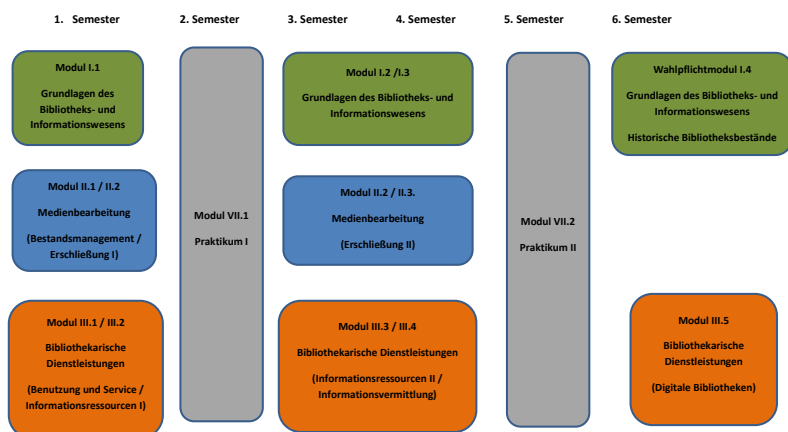 1. Semester 2. Semester 3. Semester 4. Semester 5. Semester 6. Semester
Modul I.1
Grundlagen des
Bibliotheks- und
Informationswesens
Modul II.1 / II.2
Medienbearbeitung
(Bestandsmanagement /
Erschließung I)
Modul III.1 / III.2
Bibliothekarische
Dienstleistungen
(Benutzung und Service /
Informationsressourcen I)
Modul VII.1
Praktikum I
Modul I.2 /I.3
Grundlagen des Bibliotheks- und
Informationswesens
Modul II.2 / II.3.
Medienbearbeitung
(Erschließung II)
Modul III.3 / III.4
Bibliothekarische Dienstleistungen
(Informationsressourcen II /
Informationsvermittlung)
Modul VII.2
Praktikum II
Wahlpflichtmodul I.4
Grundlagen des Bibliotheks- und
Informationswesens
Historische Bibliotheksbestände
Modul III.5
Bibliothekarische
Dienstleistungen
(Digitale Bibliotheken)